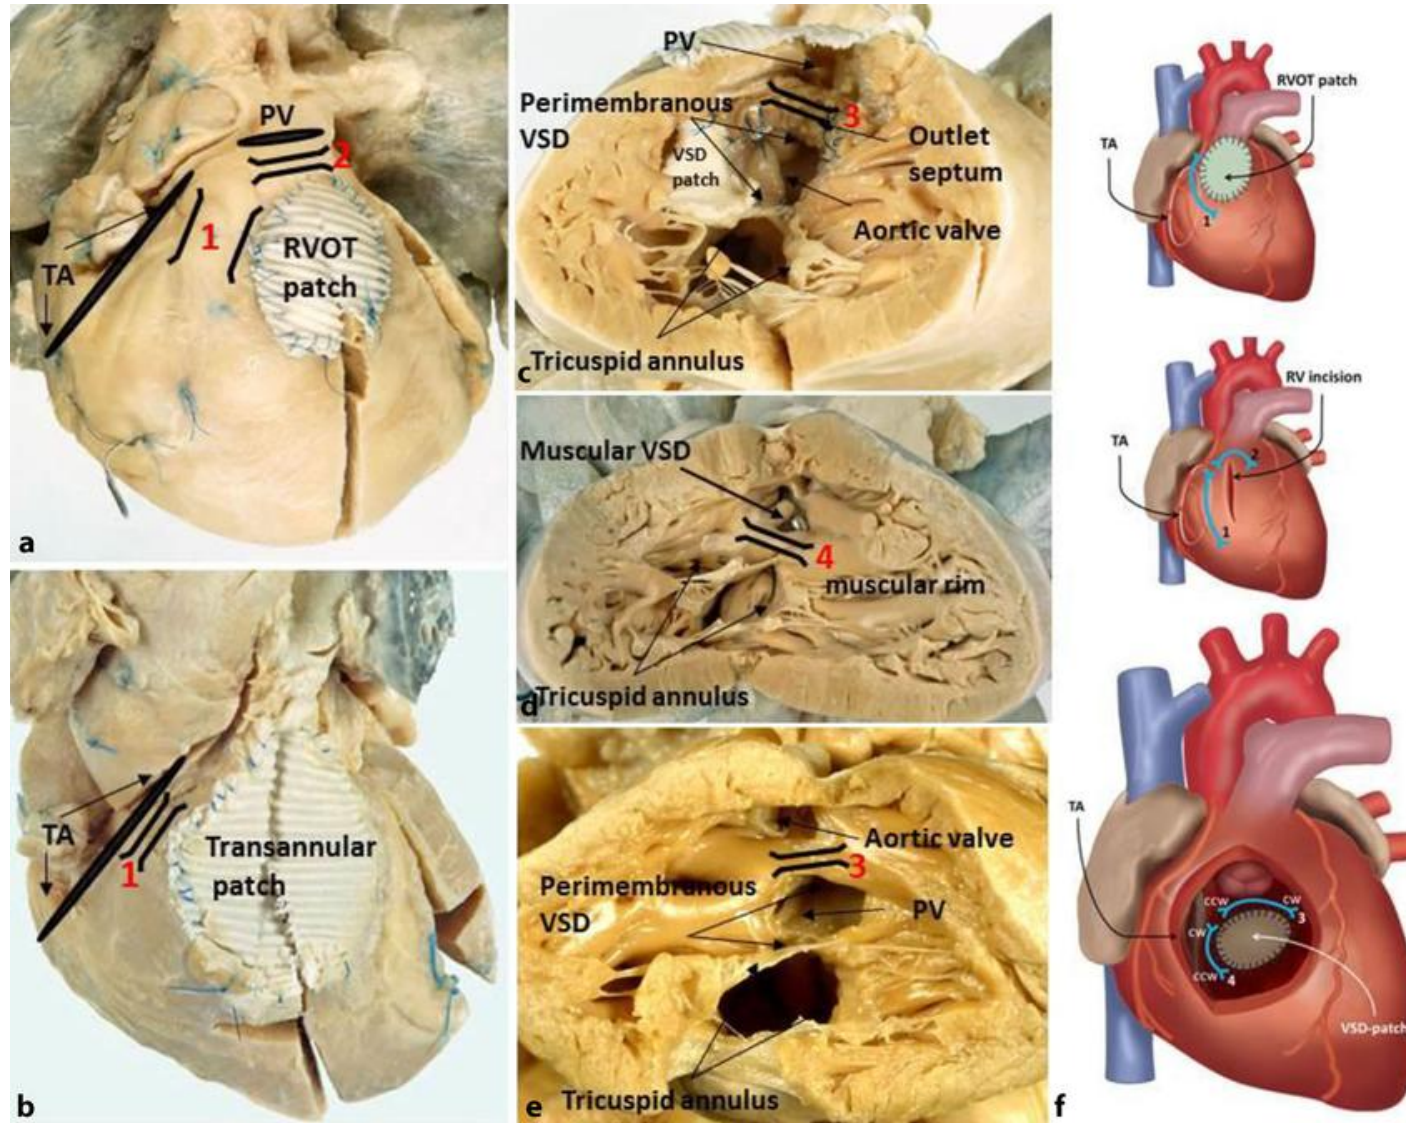 PV
2
1
RVOT
patch
TA
a
TA
1
Transannular
patch
b
PV
Perimembranous
VSD
3
VSD
patch
Outlet
septum
Aortic valve
Tricuspid annulus
c
Muscular VSD
4
muscular rim
Tricuspid annulus
d
Aortic valve
3
Perimembranous
VSD
PV
Tricuspid annulus
e
RVOT patch
TA
1
RV incision
TA
2
1
TA
CCW
CW
3
CW
CCW
4
VSD-patch
f